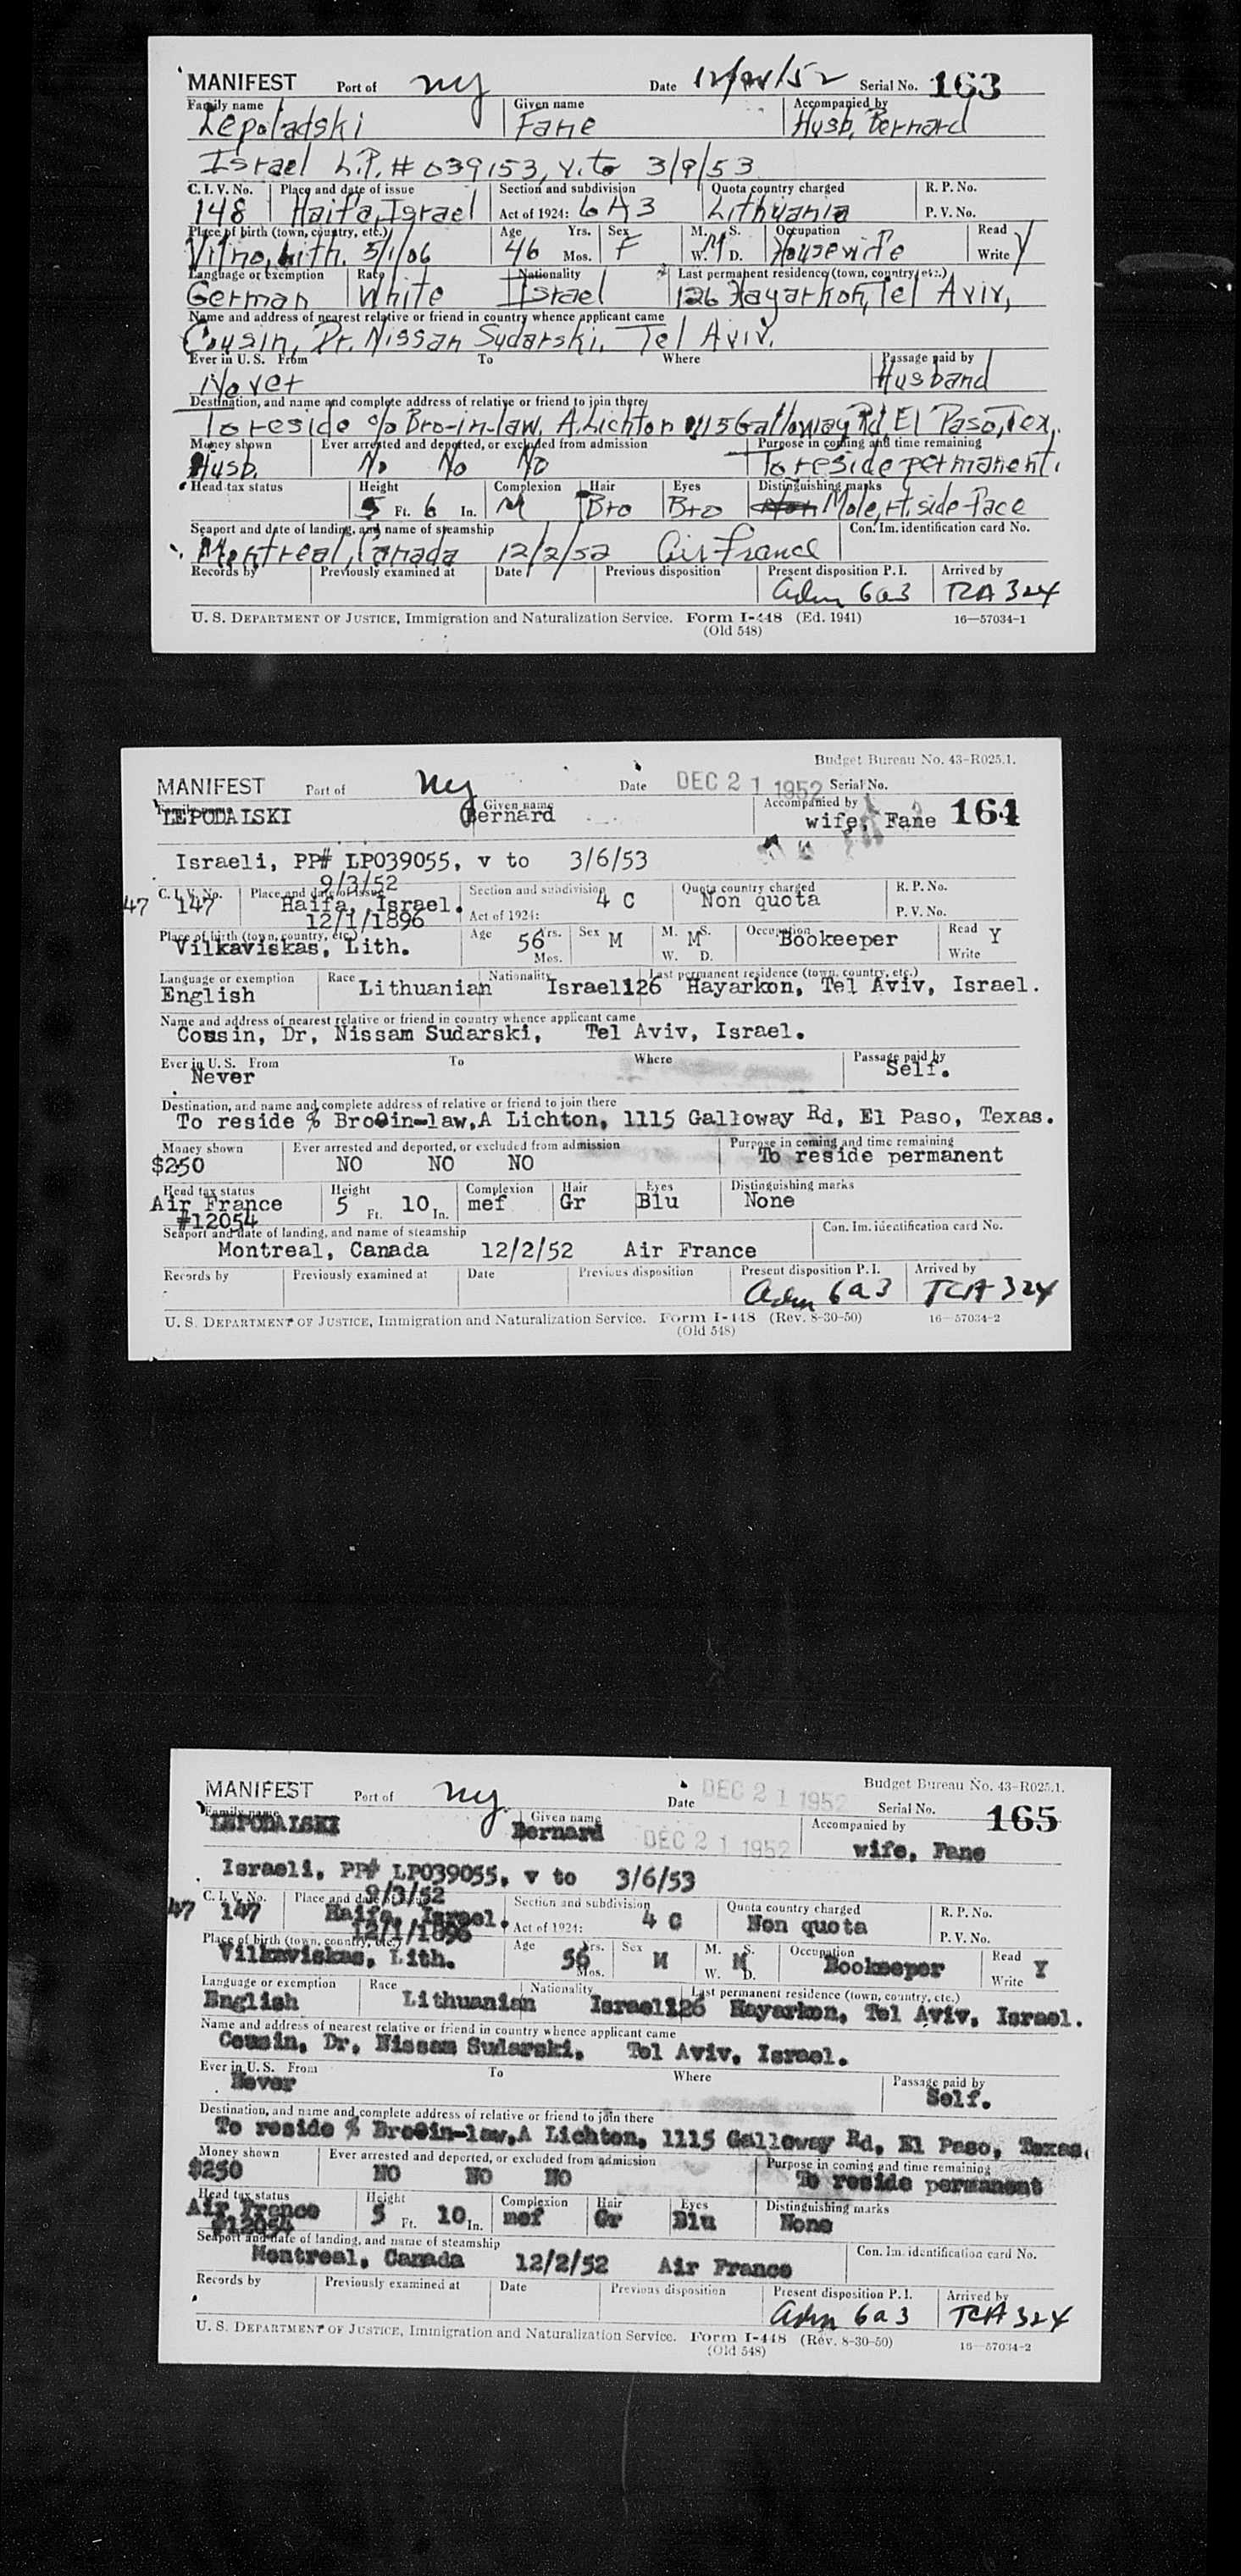 MANIFEST Port of ny Date 12/21/52 Serial No. 163
Family name Given name Accompanied by
Lepoladski Fane Husb, Bernard
Israel L.P. # 039153, v. to 3/9/53
C. I. V. No. Place and date of issue Section and subdivision Quota country charged R. P. No.
148 Haifa, Israel Act of 1924: 6 A 3 Lithuania P. V. No.
Place of birth (town, country, etc.) Age Yrs. Sex M. S. Occupation Read
Vilno, Lith. 5/1/06 46 Mos. F W. M D. Housewife Write Y
Language or exemption Race Nationality Last permanent residence (town, country, etc.)
German White Israel 126 Hayarkon, Tel Aviv,
Name and address of nearest relative or friend in country whence applicant came
Cousin, Dr. Nissan Sudarski, Tel Aviv.
Ever in U. S. From To Where Passage paid by
Never Husband
Destination, and name and complete address of relative or friend to join there
To reside c/o Bro-in-law, A. Lichton 1115 Galloway Rd, El Paso, Tex.
Money shown Ever arrested and deported, or excluded from admission Purpose in coming and time remaining
Husb. No No No To reside permanent.
Head tax status Height Complexion Hair Eyes Distinguishing marks
5 Ft. 6 In. M Bro Bro Mole, rt. side face
Seaport and date of landing, and name of steamship Con. Im. identification card No.
Montreal, Canada 12/2/52 Air France
Records by Previously examined at Date Previous disposition Present disposition P. I. Arrived by
adm 6a3 TCA 324
U. S. DEPARTMENT OF JUSTICE, Immigration and Naturalization Service. Form I-448 (Ed. 1941) 16—57034-1
(Old 548)
Budget Bureau No. 43-R025.1.
MANIFEST Port of ny Date DEC 21 1952 Serial No.
Family name Given name Accompanied by
LEPODAISKI Bernard wife, Fane 164
Israeli, PP# LP039055, v to 3/6/53
9/3/52
C. I. V. No. Place and date of issue Section and subdivision Quota country charged R. P. No.
47 147 Haifa, Israel. Act of 1924: 4 C Non quota P. V. No.
12/1/1896
Place of birth (town, country, etc.) Age Yrs. Sex M. S. Occupation Read
Vilkaviskas, Lith. 56 Mos. M W. M D. Bookeeper Write Y
Language or exemption Race Nationality Last permanent residence (town, country, etc.)
English Lithuanian Israeli126 Hayarkon, Tel Aviv, Israel.
Name and address of nearest relative or friend in country whence applicant came
Cousin, Dr, Nissam Sudarski, Tel Aviv, Israel.
Ever in U. S. From To Where Passage paid by
Never Self.
Destination, and name and complete address of relative or friend to join there
To reside % Bro@in-law,A Lichton, 1115 Galloway Rd, El Paso, Texas.
Money shown Ever arrested and deported, or excluded from admission Purpose in coming and time remaining
$250 NO NO NO To reside permanent
Head tax status Height Complexion Hair Eyes Distinguishing marks
Air France 5 Ft. 10 In. mef Gr Blu None
#12054
Seaport and date of landing, and name of steamship Con. Im. identification card No.
Montreal, Canada 12/2/52 Air France
Records by Previously examined at Date Previous disposition Present disposition P. I. Arrived by
adm 6a3 TCA 324
U. S. DEPARTMENT OF JUSTICE, Immigration and Naturalization Service. Form I-448 (Rev. 8-30-50) 16—57034-2
(Old 548)
Budget Bureau No. 43-R025.1.
MANIFEST Port of ny. Date DEC 21 1952 Serial No. 165
Family name Given name Accompanied by
LEPODAISKI Bernard DEC 21 1952 wife, Fane
Israeli, PP# LP039055, v to 3/6/53
9/3/52
C. I. V. No. Place and date of issue Section and subdivision Quota country charged R. P. No.
47 147 Haifa, Israel. Act of 1924: 4 C Non quota P. V. No.
12/1/1896
Place of birth (town, country, etc.) Age Yrs. Sex M. S. Occupation Read
Vilkaviskas, Lith. 56 Mos. M W. M D. Bookeeper Write Y
Language or exemption Race Nationality Last permanent residence (town, country, etc.)
English Lithuanian Israeli126 Hayarkon, Tel Aviv, Israel.
Name and address of nearest relative or friend in country whence applicant came
Cousin, Dr, Nissam Sudarski, Tel Aviv, Israel.
Ever in U. S. From To Where Passage paid by
Never Self.
Destination, and name and complete address of relative or friend to join there
To reside % Bro@in-law,A Lichton, 1115 Galloway Rd, El Paso, Texas.
Money shown Ever arrested and deported, or excluded from admission Purpose in coming and time remaining
$250 NO NO NO To reside permanent
Head tax status Height Complexion Hair Eyes Distinguishing marks
Air France 5 Ft. 10 In. mef Gr Blu None
#12054
Seaport and date of landing, and name of steamship Con. Im. identification card No.
Montreal, Canada 12/2/52 Air France
Records by Previously examined at Date Previous disposition Present disposition P. I. Arrived by
adm 6a3 TCA 324
U. S. DEPARTMENT OF JUSTICE, Immigration and Naturalization Service. Form I-448 (Rev. 8-30-50) 16—57034-2
(Old 548)